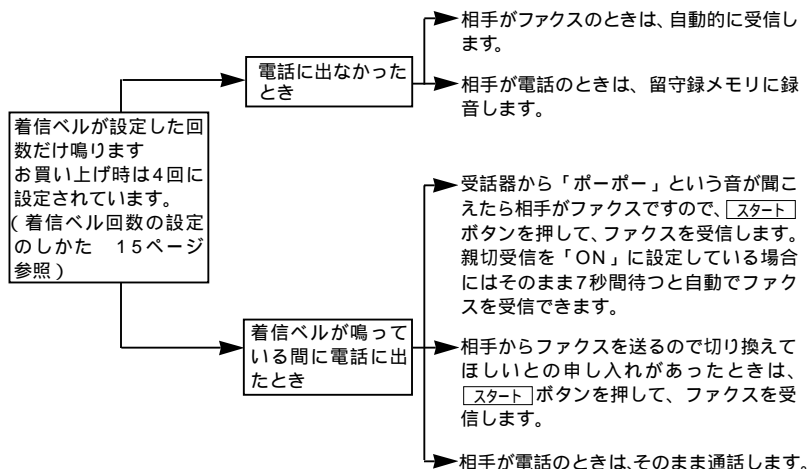 着信ベルが設定した回
数だけ鳴ります
お買い上げ時は4回に
設定されています。
(着信ベル回数の設定
のしかた 15ページ
参照)
電話に出なかった
とき
相手がファクスのときは、自動的に受信し
ます。
相手が電話のときは、留守録メモリに録
音します。
着信ベルが鳴って
いる間に電話に出
たとき
受話器から「ポーポー」という音が聞こ
えたら相手がファクスですので、スタート
ボタンを押して、ファクスを受信します。
親切受信を「ON」に設定している場合
にはそのまま7秒間待つと自動でファク
スを受信できます。
相手からファクスを送るので切り換えて
ほしいとの申し入れがあったときは、
スタート ボタンを押して、ファクスを受
信します。
相手が電話のときは、そのまま通話します。